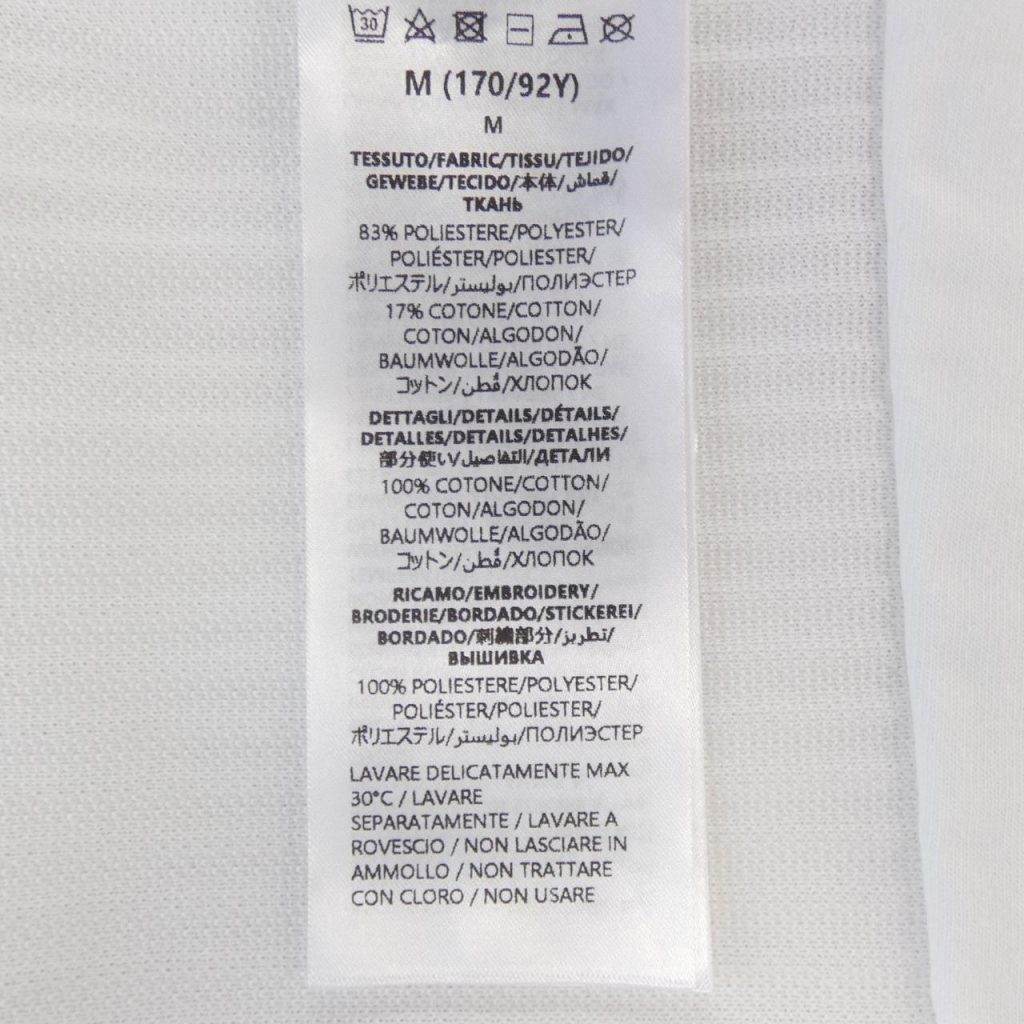 30
M (170/92Y)
M
TESSUTO/FABRIC/TISSU/TEJIDO/
GEWEBE/TECIDO/本体/قماش/
ТКАНЬ
83% POLIESTERE/POLYESTER/
POLIÉSTER/POLIESTER/
ポリエステル/بوليستر/ПОЛИЭСТЕР
17% COTONE/COTTON/
COTON/ALGODON/
BAUMWOLLE/ALGODÃO/
コットン/قُطن/ХЛОПОК
DETTAGLI/DETAILS/DÉTAILS/
DETALLES/DETAILS/DETALHES/
部分使い/التفاصيل/ДЕТАЛИ
100% COTONE/COTTON/
COTON/ALGODON/
BAUMWOLLE/ALGODÃO/
コットン/قُطن/ХЛОПОК
RICAMO/EMBROIDERY/
BRODERIE/BORDADO/STICKEREI/
BORDADO/刺繍部分/تطريز/
ВЫШИВКА
100% POLIESTERE/POLYESTER/
POLIÉSTER/POLIESTER/
ポリエステル/بوليستر/ПОЛИЭСТЕР
LAVARE DELICATAMENTE MAX
30°C / LAVARE
SEPARATAMENTE / LAVARE A
ROVESCIO / NON LASCIARE IN
AMMOLLO / NON TRATTARE
CON CLORO / NON USARE